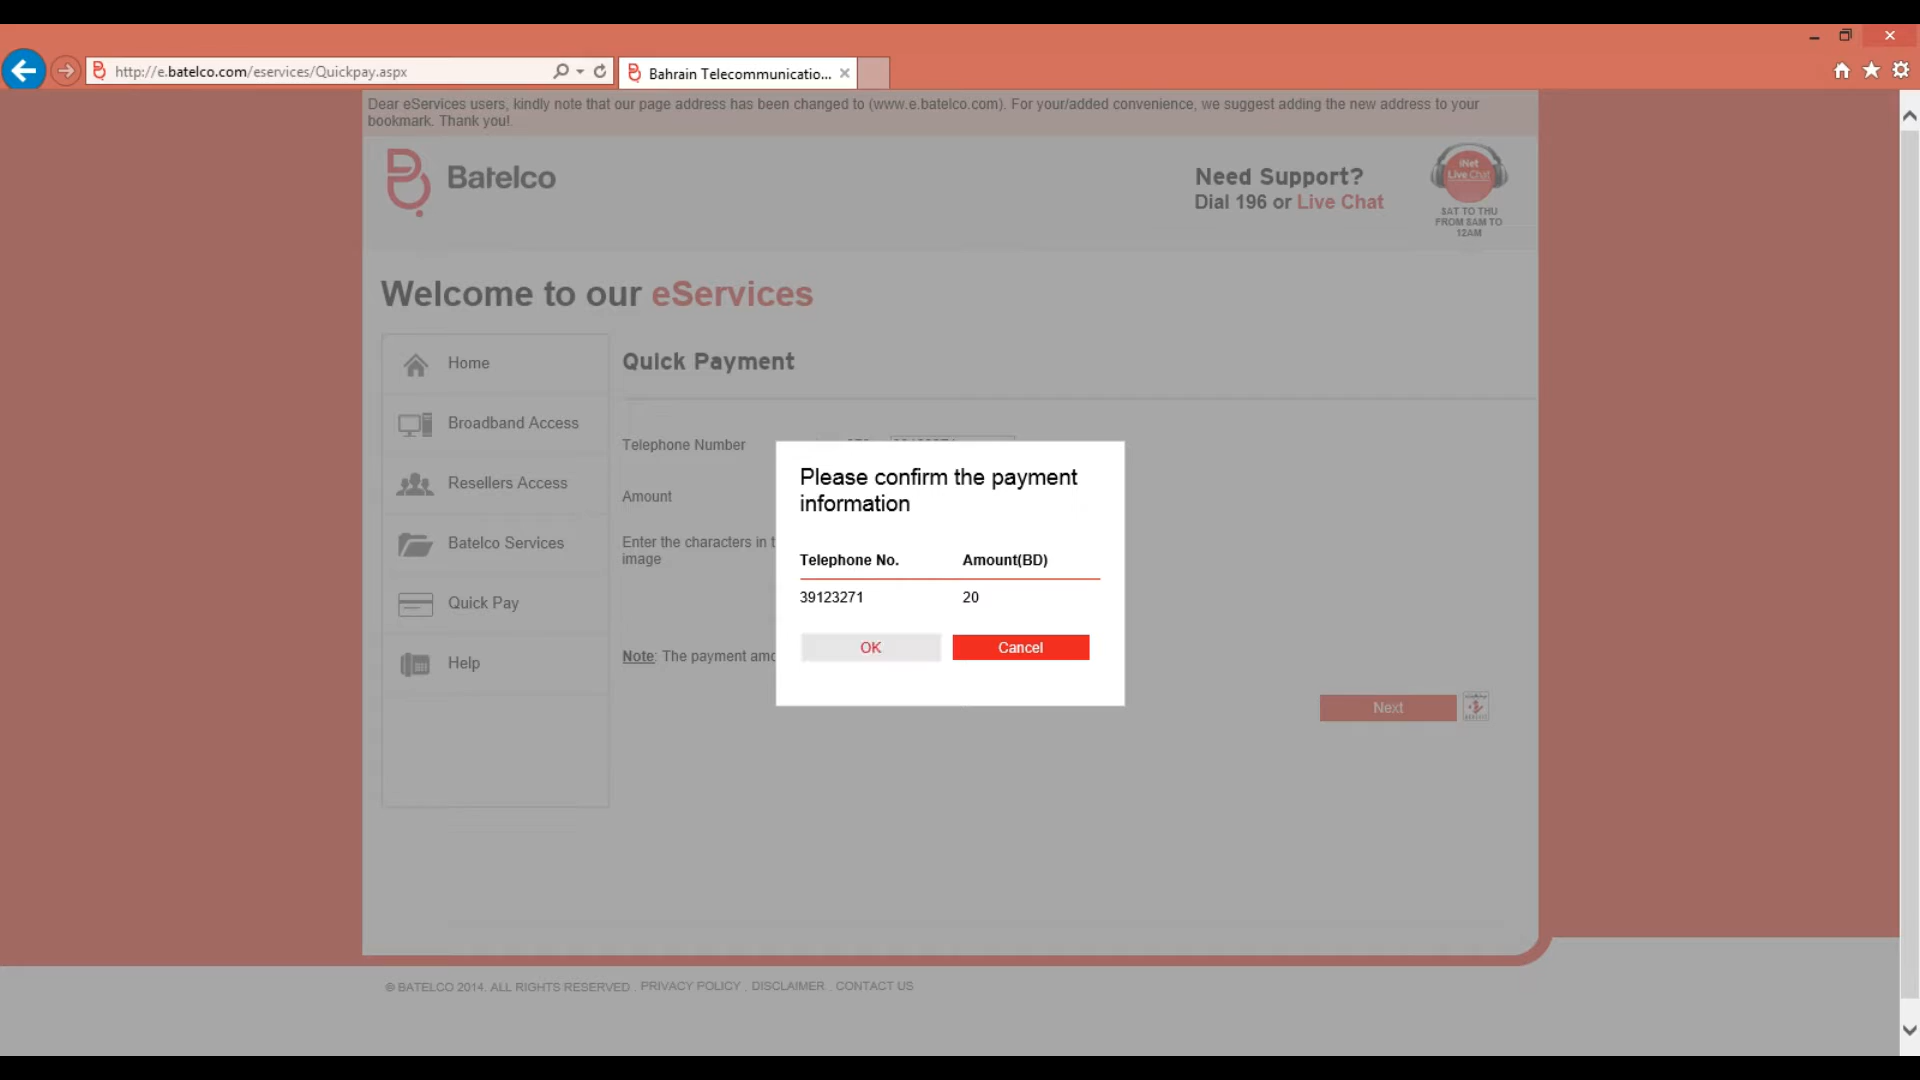 http://e.batelco.com/eservices/Quickpay.aspx
Bahrain Telecommunicatio...
Dear eServices users, kindly note that our page address has been changed to (www.e.batelco.com). For your/added convenience, we suggest adding the new address to your
bookmark. Thank you!
Batelco
Need Support?
Dial 196 or Live Chat
iNet
Live Chat
SAT TO THU
FROM 8AM TO
12AM
Welcome to our eServices
Home
Broadband Access
Resellers Access
Batelco Services
Quick Pay
Help
Quick Payment
Telephone Number
Amount
Enter the characters in t
image
Note: The payment amo
Please confirm the payment
information
Telephone No. Amount(BD)
39123271 20
OK Cancel
Next
© BATELCO 2014. ALL RIGHTS RESERVED . PRIVACY POLICY . DISCLAIMER . CONTACT US